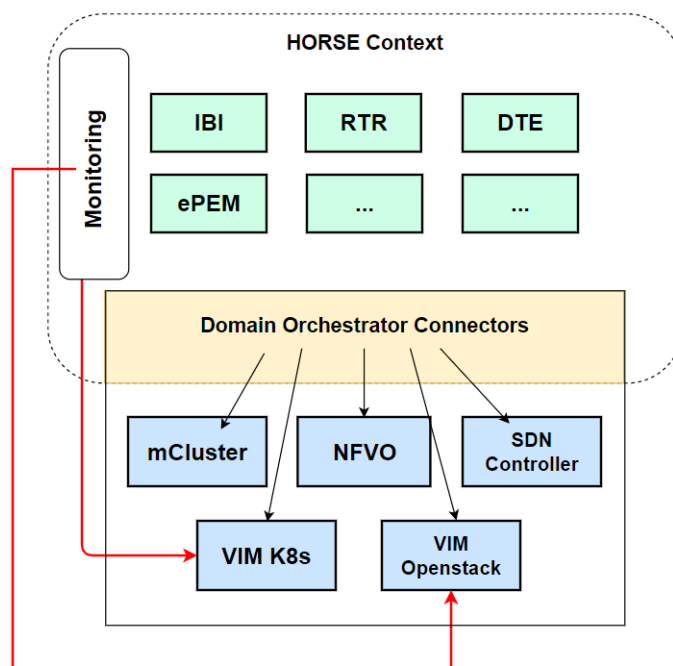 HORSE Context
Monitoring
IBI
RTR
DTE
ePEM
...
...
Domain Orchestrator Connectors
mCluster
NFVO
SDN
Controller
VIM K8s
VIM
Openstack